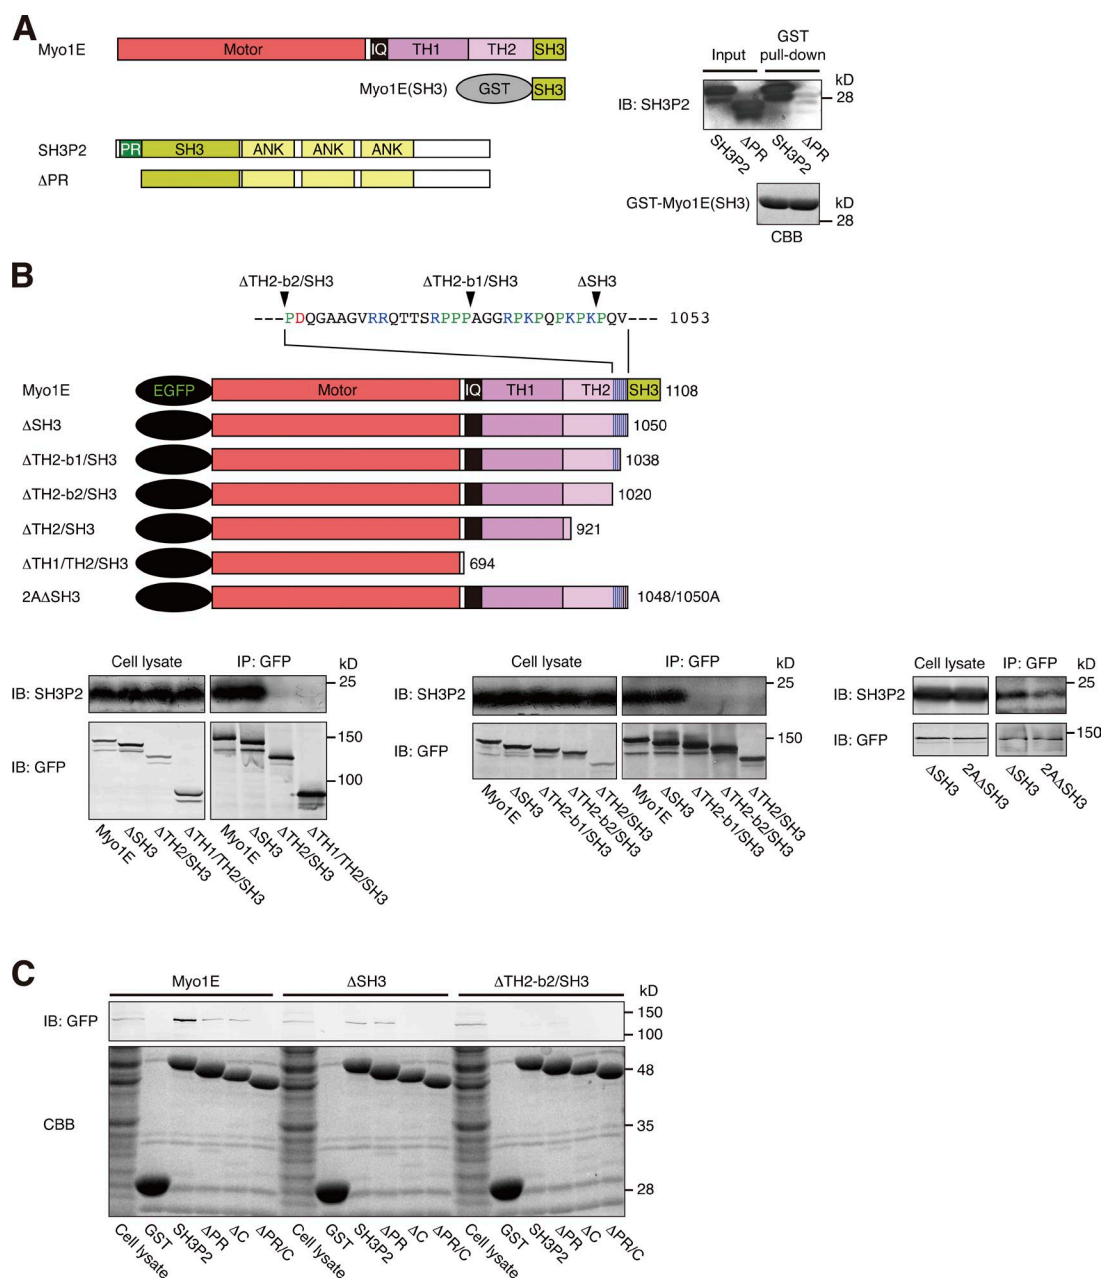 A
Myo1E
Motor
IQ
TH1
TH2
SH3
Myo1E(SH3)
GST
SH3
SH3P2
PR
SH3
ANK
ANK
ANK
ΔPR
Input
GST
pull-down
kD
IB: SH3P2
28
SH3P2
ΔPR
SH3P2
ΔPR
GST-Myo1E(SH3)
kD
28
CBB
B
ΔTH2-b2/SH3
ΔTH2-b1/SH3
ΔSH3
---PDQGAAGVRRQTTSRPPPAGGRPKPQPKPKPQV--- 1053
Myo1E
EGFP
Motor
IQ
TH1
TH2
SH3
1108
ΔSH3
1050
ΔTH2-b1/SH3
1038
ΔTH2-b2/SH3
1020
ΔTH2/SH3
921
ΔTH1/TH2/SH3
694
2AΔSH3
1048/1050A
Cell lysate
IP: GFP
kD
IB: SH3P2
25
IB: GFP
150
100
Myo1E
ΔSH3
ΔTH2/SH3
ΔTH1/TH2/SH3
Myo1E
ΔSH3
ΔTH2/SH3
ΔTH1/TH2/SH3
Cell lysate
IP: GFP
kD
IB: SH3P2
25
IB: GFP
150
Myo1E
ΔSH3
ΔTH2-b1/SH3
ΔTH2-b2/SH3
ΔTH2/SH3
Myo1E
ΔSH3
ΔTH2-b1/SH3
ΔTH2-b2/SH3
ΔTH2/SH3
Cell lysate
IP: GFP
kD
IB: SH3P2
25
IB: GFP
150
ΔSH3
2AΔSH3
ΔSH3
2AΔSH3
C
Myo1E
ΔSH3
ΔTH2-b2/SH3
kD
IB: GFP
150
100
CBB
48
35
28
Cell lysate
GST
SH3P2
ΔPR
ΔC
ΔPR/C
Cell lysate
GST
SH3P2
ΔPR
ΔC
ΔPR/C
Cell lysate
GST
SH3P2
ΔPR
ΔC
ΔPR/C